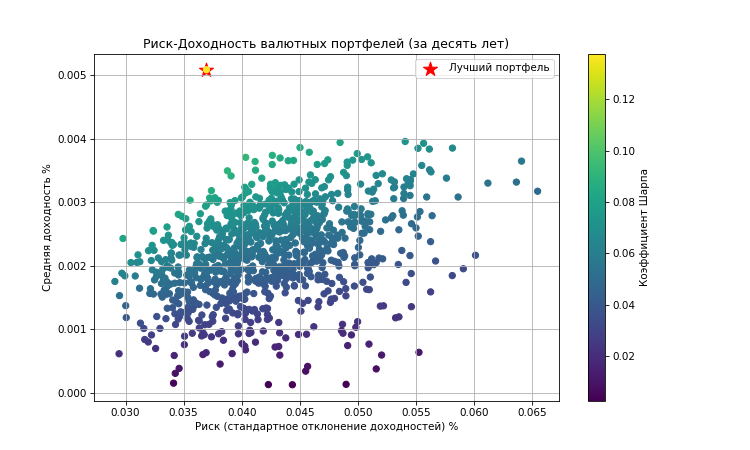 Риск-Доходность валютных портфелей (за десять лет)
Лучший портфель
Средняя доходность %
0.005
0.004
0.003
0.002
0.001
0.000
0.030 0.035 0.040 0.045 0.050 0.055 0.060 0.065
Риск (стандартное отклонение доходностей) %
0.12
0.10
0.08
0.06
0.04
0.02
Коэффициент Шарпа